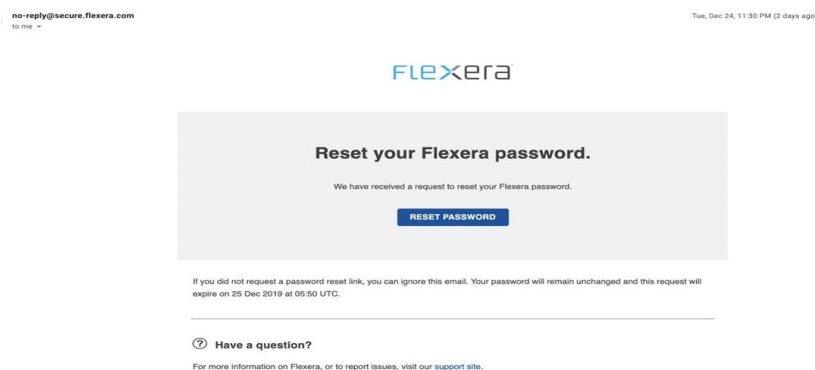 no-reply@secure.flexera.com
Tue, Dec 24, 11:30 PM (2 days ago
to me
FLEXera
Reset your Flexera password.
We have received a request to reset your Flexera password.
RESET PASSWORD
If you did not request a password reset link, you can ignore this email. Your password will remain unchanged and this request will
expire on 25 Dec 2019 at 05:50 UTC.
? Have a question?
For more information on Flexera, or to report issues, visit our support site.